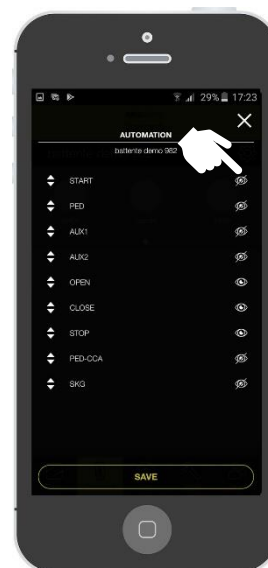 29% 17:23
AUTOMATION
battente demo 982
START
PED
AUX1
AUX2
OPEN
CLOSE
STOP
PED-CCA
SKG
SAVE